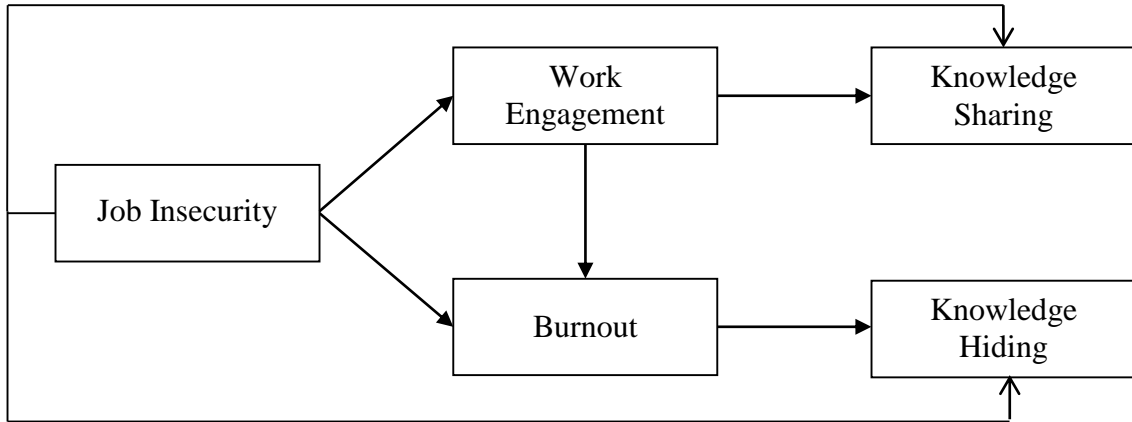 Work
Engagement
Knowledge
Sharing
Job Insecurity
Burnout
Knowledge
Hiding